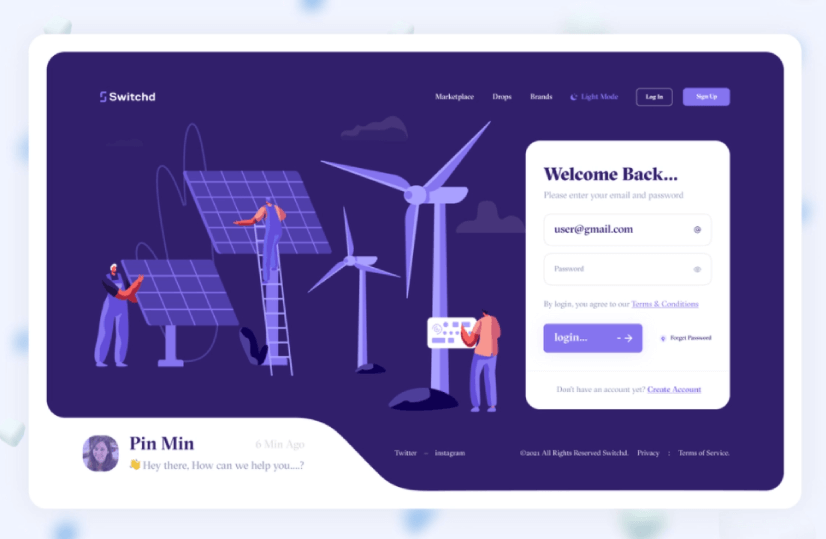 Switchd
Marketplace Drops Brands Light Mode Log In Sign Up
Welcome Back...
Please enter your email and password
user@gmail.com
Password
By login, you agree to our Terms & Conditions
login... Forget Password
Don't have an account yet? Create Account
Pin Min 6 Min Ago
👋 Hey there, How can we help you....?
Twitter – instagram
©2021 All Rights Reserved Switchd. Privacy | Terms of Service.